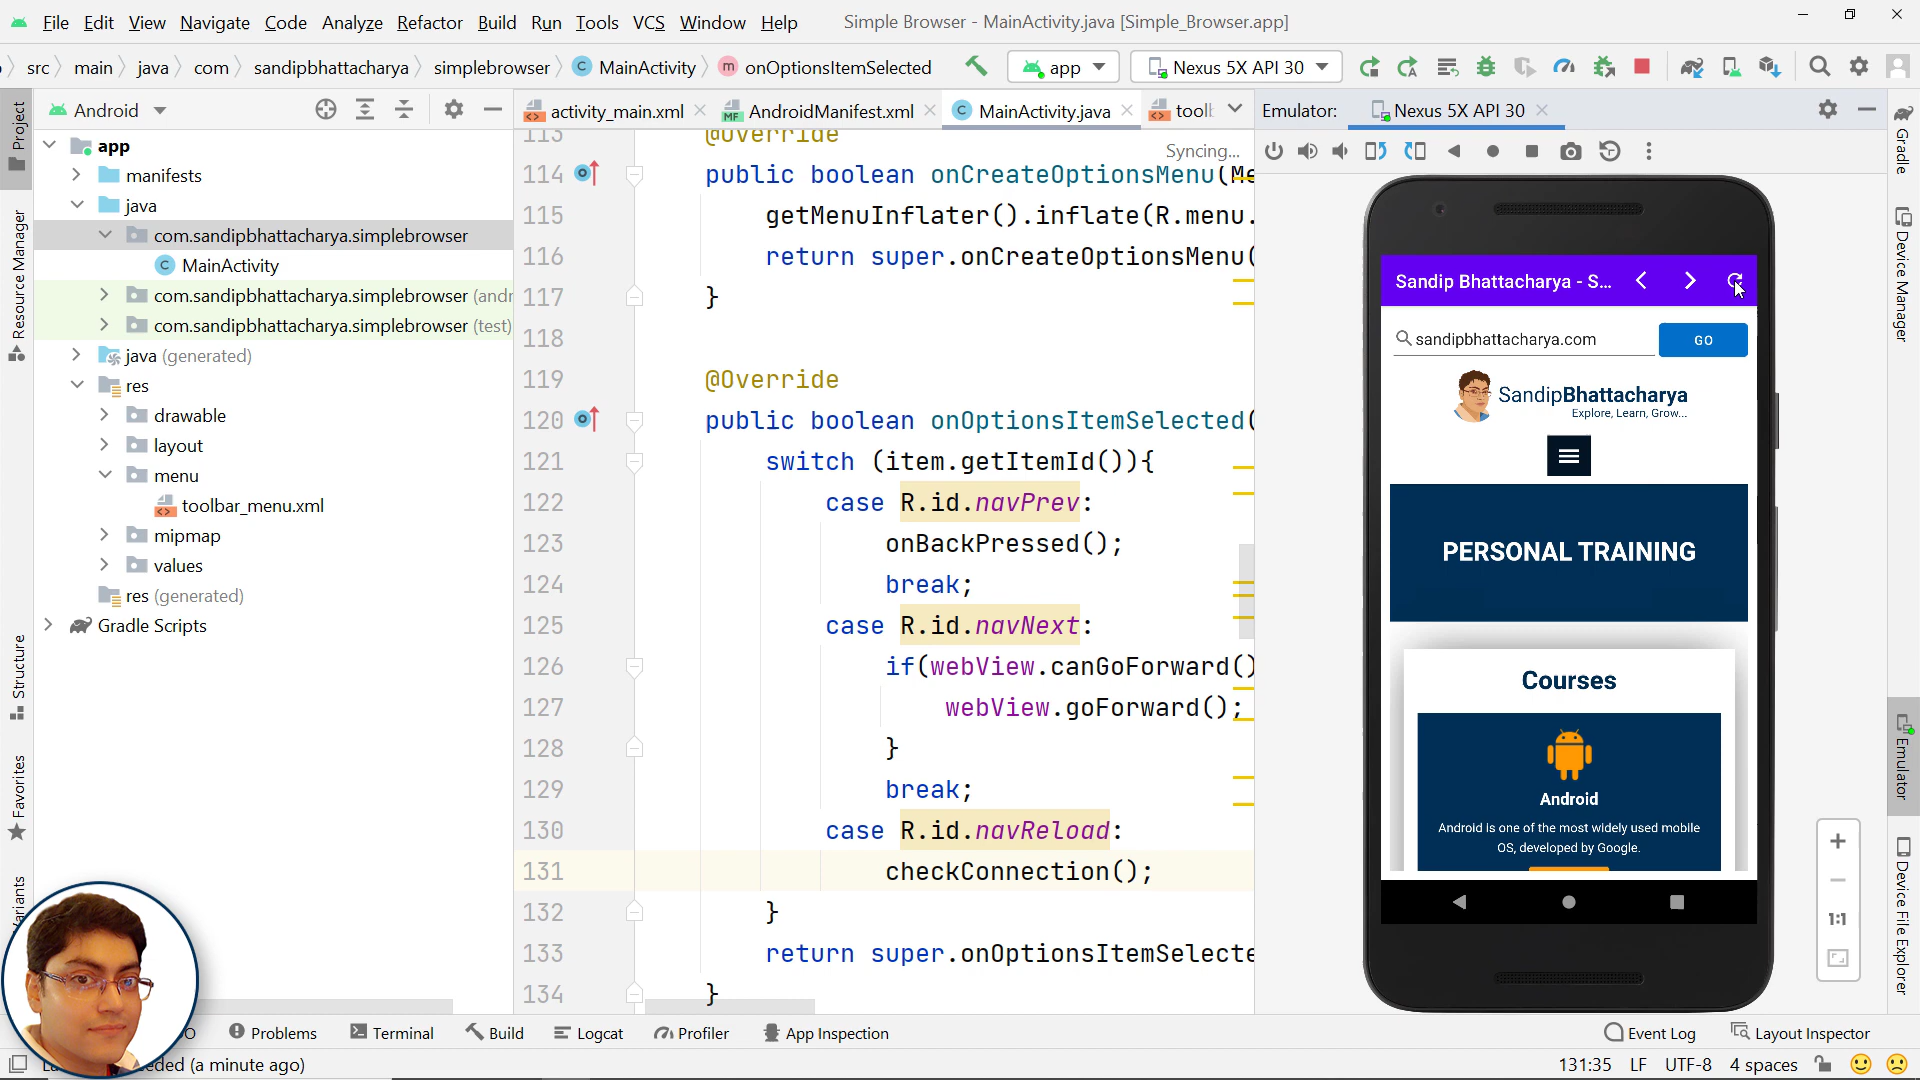 File Edit View Navigate Code Analyze Refactor Build Run Tools VCS Window Help Simple Browser - MainActivity.java [Simple_Browser.app]
src main java com sandipbhattacharya simplebrowser MainActivity onOptionsItemSelected app Nexus 5X API 30
Project
Resource Manager
Structure
Favorites
Android
app
manifests
java
com.sandipbhattacharya.simplebrowser
MainActivity
com.sandipbhattacharya.simplebrowser (andr
com.sandipbhattacharya.simplebrowser (test)
java (generated)
res
drawable
layout
menu
toolbar_menu.xml
mipmap
values
res (generated)
Gradle Scripts
activity_main.xml AndroidManifest.xml MainActivity.java
Syncing...
113 @Override
114 public boolean onCreateOptionsMenu(Me
115 getMenuInflater().inflate(R.menu.
116 return super.onCreateOptionsMenu(
117 }
118
119 @Override
120 public boolean onOptionsItemSelected(
121 switch (item.getItemId()){
122 case R.id.navPrev:
123 onBackPressed();
124 break;
125 case R.id.navNext:
126 if(webView.canGoForward()
127 webView.goForward();
128 }
129 break;
130 case R.id.navReload:
131 checkConnection();
132 }
133 return super.onOptionsItemSelecte
134 }
Emulator: Nexus 5X API 30
Sandip Bhattacharya - S...
sandipbhattacharya.com GO
SandipBhattacharya
Explore, Learn, Grow...
PERSONAL TRAINING
Courses
Android
Android is one of the most widely used mobile
OS, developed by Google.
1:1
Gradle
Device Manager
Emulator
Device File Explorer
Problems Terminal Build Logcat Profiler App Inspection Event Log Layout Inspector
(a minute ago) 131:35 LF UTF-8 4 spaces